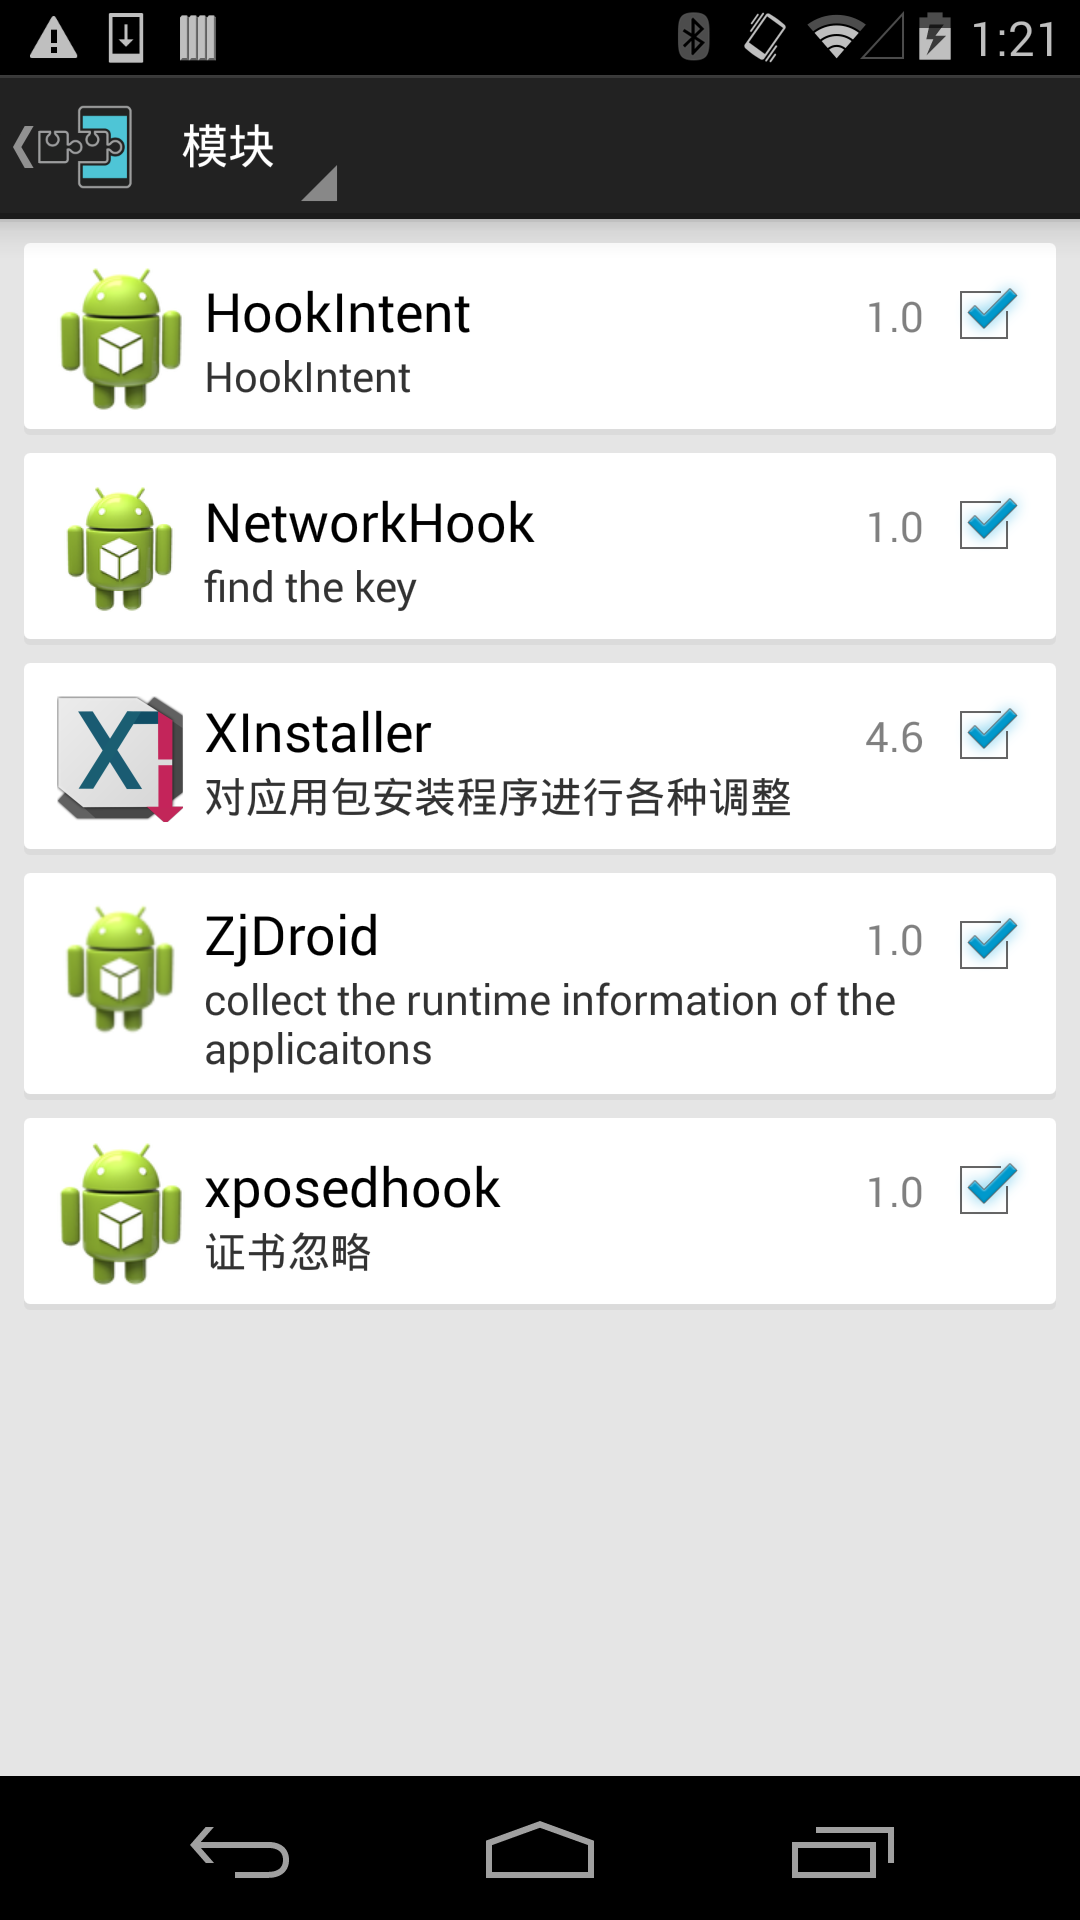 1:21
模块
HookIntent 1.0
HookIntent
NetworkHook 1.0
find the key
XInstaller 4.6
对应用包安装程序进行各种调整
ZjDroid 1.0
collect the runtime information of the
applicaitons
xposedhook 1.0
证书忽略